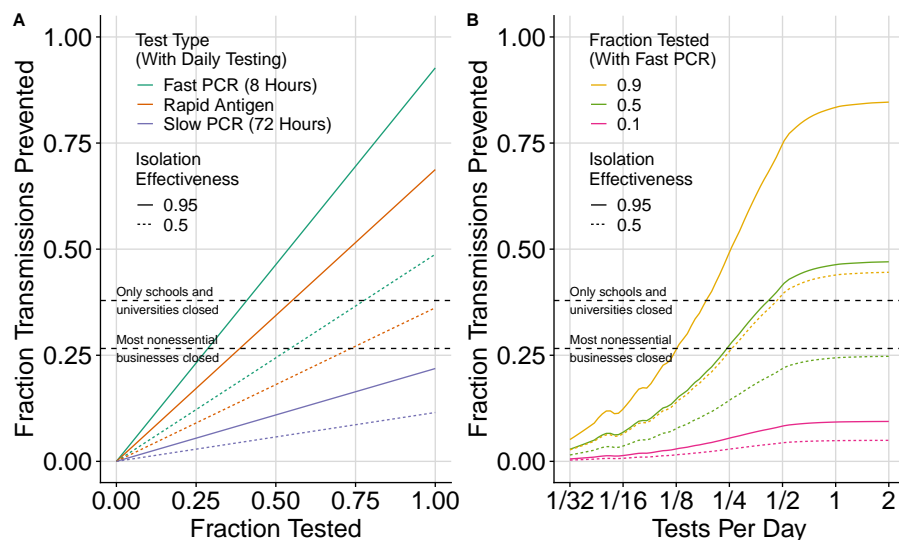 A
Fraction Transmissions Prevented
1.00
0.75
0.50
0.25
0.00
Test Type
(With Daily Testing)
Fast PCR (8 Hours)
Rapid Antigen
Slow PCR (72 Hours)
Isolation
Effectiveness
0.95
0.5
Only schools and
universities closed
Most nonessential
businesses closed
0.00 0.25 0.50 0.75 1.00
Fraction Tested
B
Fraction Transmissions Prevented
1.00
0.75
0.50
0.25
0.00
Fraction Tested
(With Fast PCR)
0.9
0.5
0.1
Isolation
Effectiveness
0.95
0.5
Only schools and
universities closed
Most nonessential
businesses closed
1/32 1/16 1/8 1/4 1/2 1 2
Tests Per Day